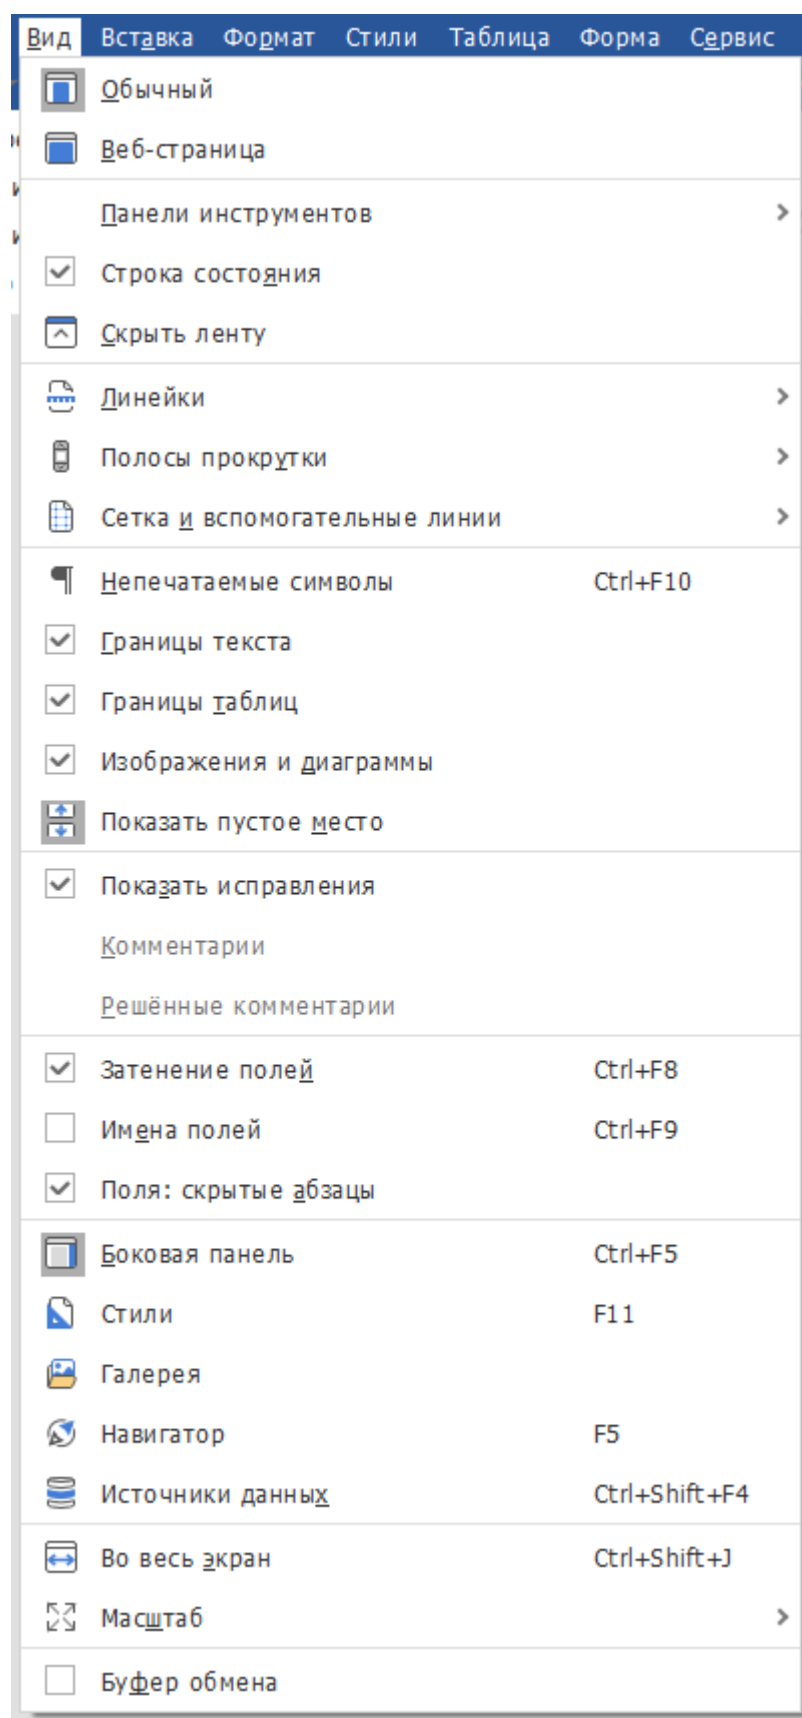 Вид Вставка Формат Стили Таблица Форма Сервис
Обычный
Веб-страница
Панели инструментов
Строка состояния
Скрыть ленту
Линейки
Полосы прокрутки
Сетка и вспомогательные линии
Непечатаемые символы Ctrl+F10
Границы текста
Границы таблиц
Изображения и диаграммы
Показать пустое место
Показать исправления
Комментарии
Решённые комментарии
Затенение полей Ctrl+F8
Имена полей Ctrl+F9
Поля: скрытые абзацы
Боковая панель Ctrl+F5
Стили F11
Галерея
Навигатор F5
Источники данных Ctrl+Shift+F4
Во весь экран Ctrl+Shift+J
Масштаб
Буфер обмена